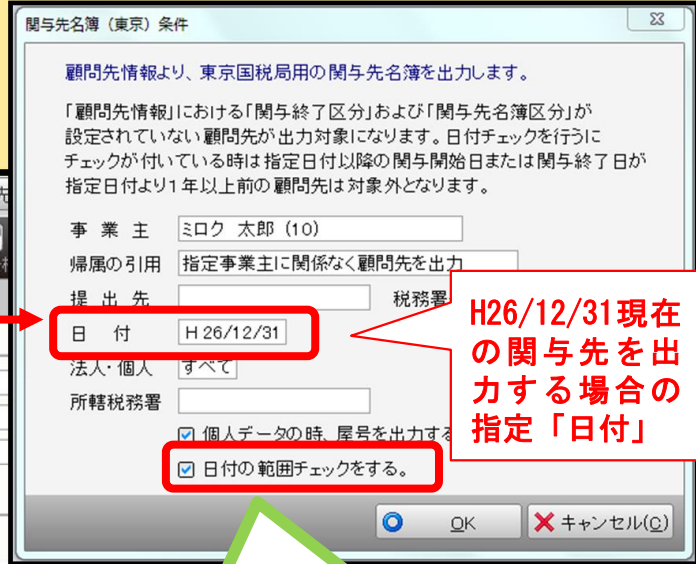 関与先名簿（東京）条件
顧問先情報より、東京国税局用の関与先名簿を出力します。
「顧問先情報」における「関与終了区分」および「関与先名簿区分」が
設定されていない顧問先が出力対象になります。日付チェックを行うに
チェックが付いている時は指定日付以降の関与開始日または関与終了日が
指定日付より1年以上前の顧問先は対象外となります。
事業主 ミロク 太郎（10）
帰属の引用 指定事業主に関係なく顧問先を出力
提出先 税務署
日付 H26/12/31
法人・個人 すべて
所轄税務署
個人データの時、屋号を出力する
日付の範囲チェックをする。
OK キャンセル(C)
H26/12/31現在
の関与先を出
力する場合の
指定「日付」